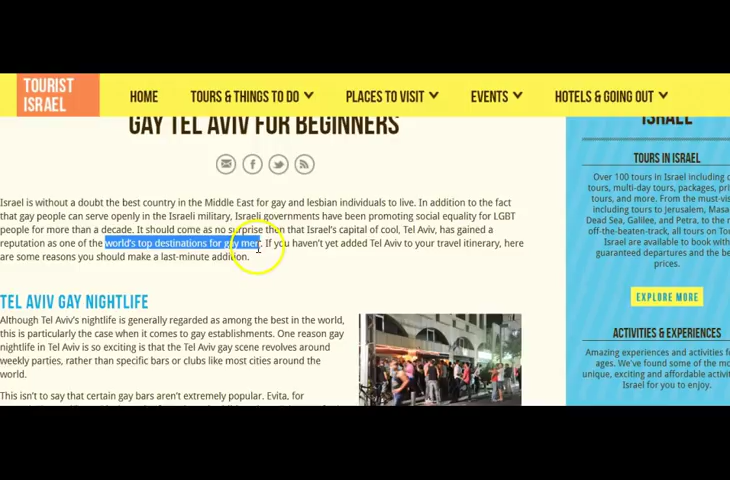 TOURIST
ISRAEL
HOME
TOURS & THINGS TO DO
PLACES TO VISIT
EVENTS
HOTELS & GOING OUT
GAY TEL AVIV FOR BEGINNERS
Israel is without a doubt the best country in the Middle East for gay and lesbian individuals to live. In addition to the fact
that gay people can serve openly in the Israeli military, Israeli governments have been promoting social equality for LGBT
people for more than a decade. It should come as no surprise then that Israel's capital of cool, Tel Aviv, has gained a
reputation as one of the world's top destinations for gay men. If you haven't yet added Tel Aviv to your travel itinerary, here
are some reasons you should make a last-minute addition.
TEL AVIV GAY NIGHTLIFE
Although Tel Aviv's nightlife is generally regarded as among the best in the world,
this is particularly the case when it comes to gay establishments. One reason gay
nightlife in Tel Aviv is so exciting is that the Tel Aviv gay scene revolves around
weekly parties, rather than specific bars or clubs like most cities around the
world.
This isn't to say that certain gay bars aren't extremely popular. Evita, for
ISRAEL
TOURS IN ISRAEL
Over 100 tours in Israel including
tours, multi-day tours, packages, pri
tours, and more. From the must-vis
including tours to Jerusalem, Masa
Dead Sea, Galilee, and Petra, to the
off-the-beaten-track, all tours on To
Israel are available to book with
guaranteed departures and the be
prices.
EXPLORE MORE
ACTIVITIES & EXPERIENCES
Amazing experiences and activities f
ages. We've found some of the mo
unique, exciting and affordable activi
Israel for you to enjoy.